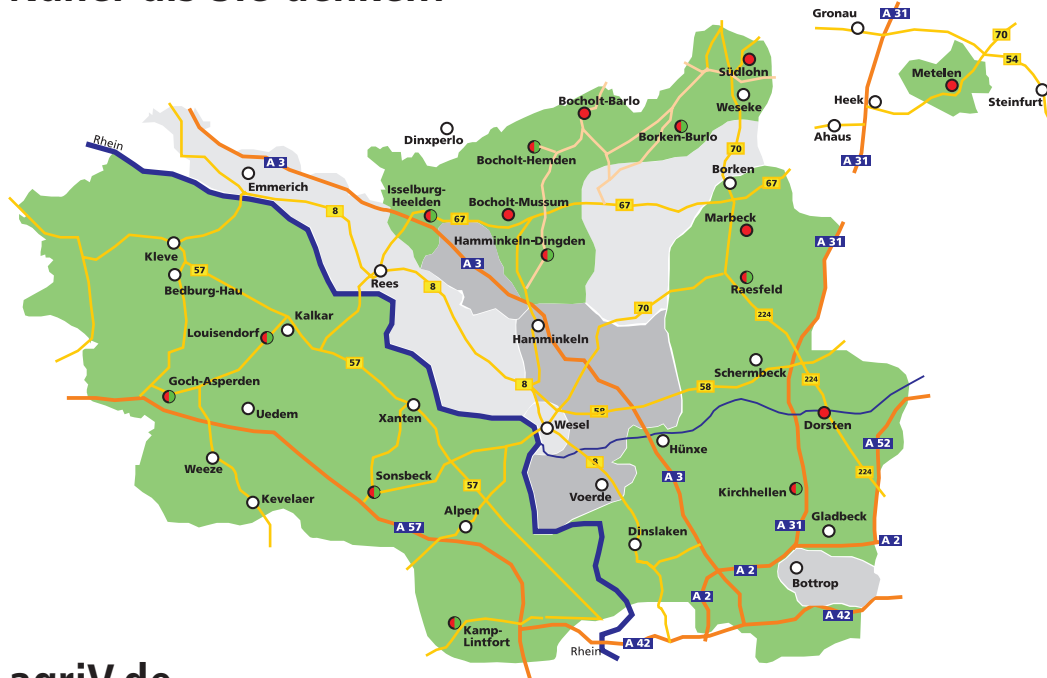 Gronau
A 31
70
54
Metelen
Südlohn
Heek
Steinfurt
Weseke
Bocholt-Barlo
Ahaus
Dinxperlo
Borken-Burlo
Rhein
70
A 3
Bocholt-Hemden
A 31
Borken
67
Emmerich
Isselburg-
Heelden
Bocholt-Mussum
67
8
67
Marbeck
Hamminkeln-Dingden
A 31
Kleve
A 3
57
Rees
Bedburg-Hau
8
Raesfeld
70
224
Kalkar
Louisendorf
Hamminkeln
57
Schermbeck
Goch-Asperden
8
58
224
Uedem
Xanten
58
Wesel
Dorsten
A 52
Hünxe
Weeze
8
224
Sonsbeck
A 3
57
Voerde
Kirchhellen
Kevelaer
Alpen
Gladbeck
A 57
A 31
Dinslaken
A 2
A 2
Bottrop
A 2
A 42
Kamp-
Lintfort
A 42
Rhein